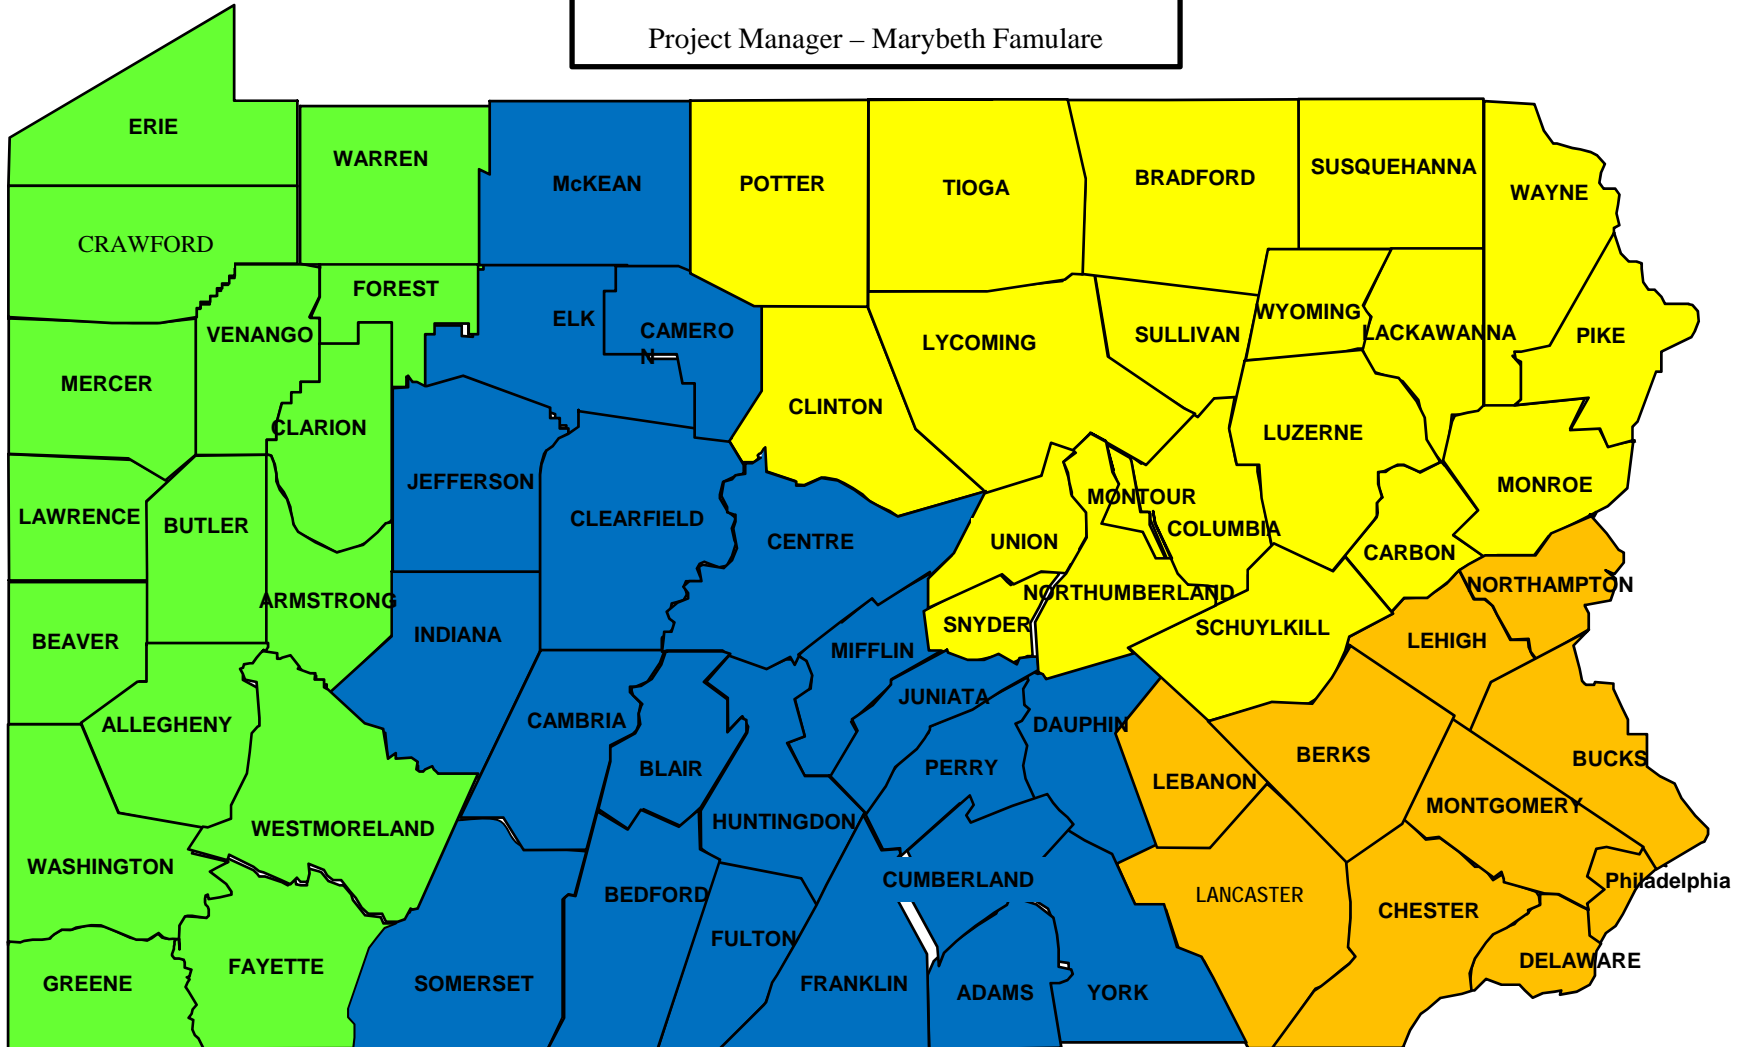 Project Manager – Marybeth Famulare
ERIE
WARREN
McKEAN
POTTER
TIOGA
BRADFORD
SUSQUEHANNA
WAYNE
CRAWFORD
FOREST
VENANGO
ELK
CAMERO
N
LYCOMING
SULLIVAN
WYOMING
LACKAWANNA
PIKE
MERCER
CLARION
CLINTON
LUZERNE
JEFFERSON
MONROE
LAWRENCE
BUTLER
CLEARFIELD
CENTRE
MONTOUR
COLUMBIA
UNION
CARBON
ARMSTRONG
NORTHUMBERLAND
NORTHAMPTON
BEAVER
INDIANA
SNYDER
SCHUYLKILL
MIFFLIN
LEHIGH
ALLEGHENY
CAMBRIA
JUNIATA
DAUPHIN
BLAIR
PERRY
LEBANON
BERKS
BUCKS
WESTMORELAND
HUNTINGDON
MONTGOMERY
WASHINGTON
BEDFORD
CUMBERLAND
LANCASTER
CHESTER
Philadelphia
FULTON
GREENE
FAYETTE
SOMERSET
FRANKLIN
ADAMS
YORK
DELAWARE